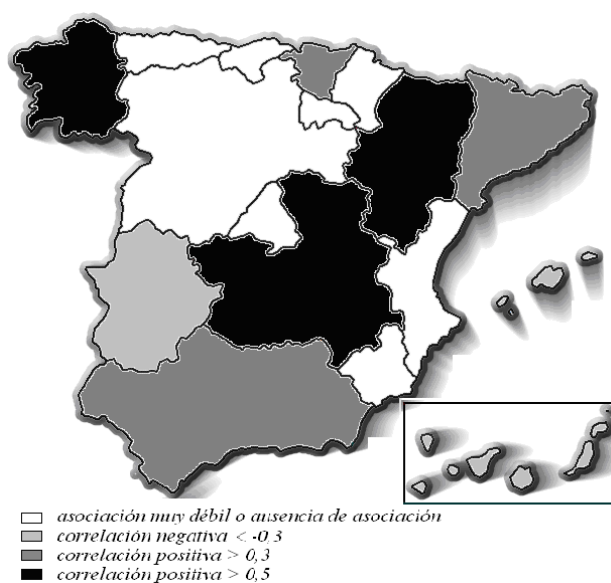 asociación muy débil o ausencia de asociación
correlación negativa < -0,3
correlación positiva > 0,3
correlación positiva > 0,5